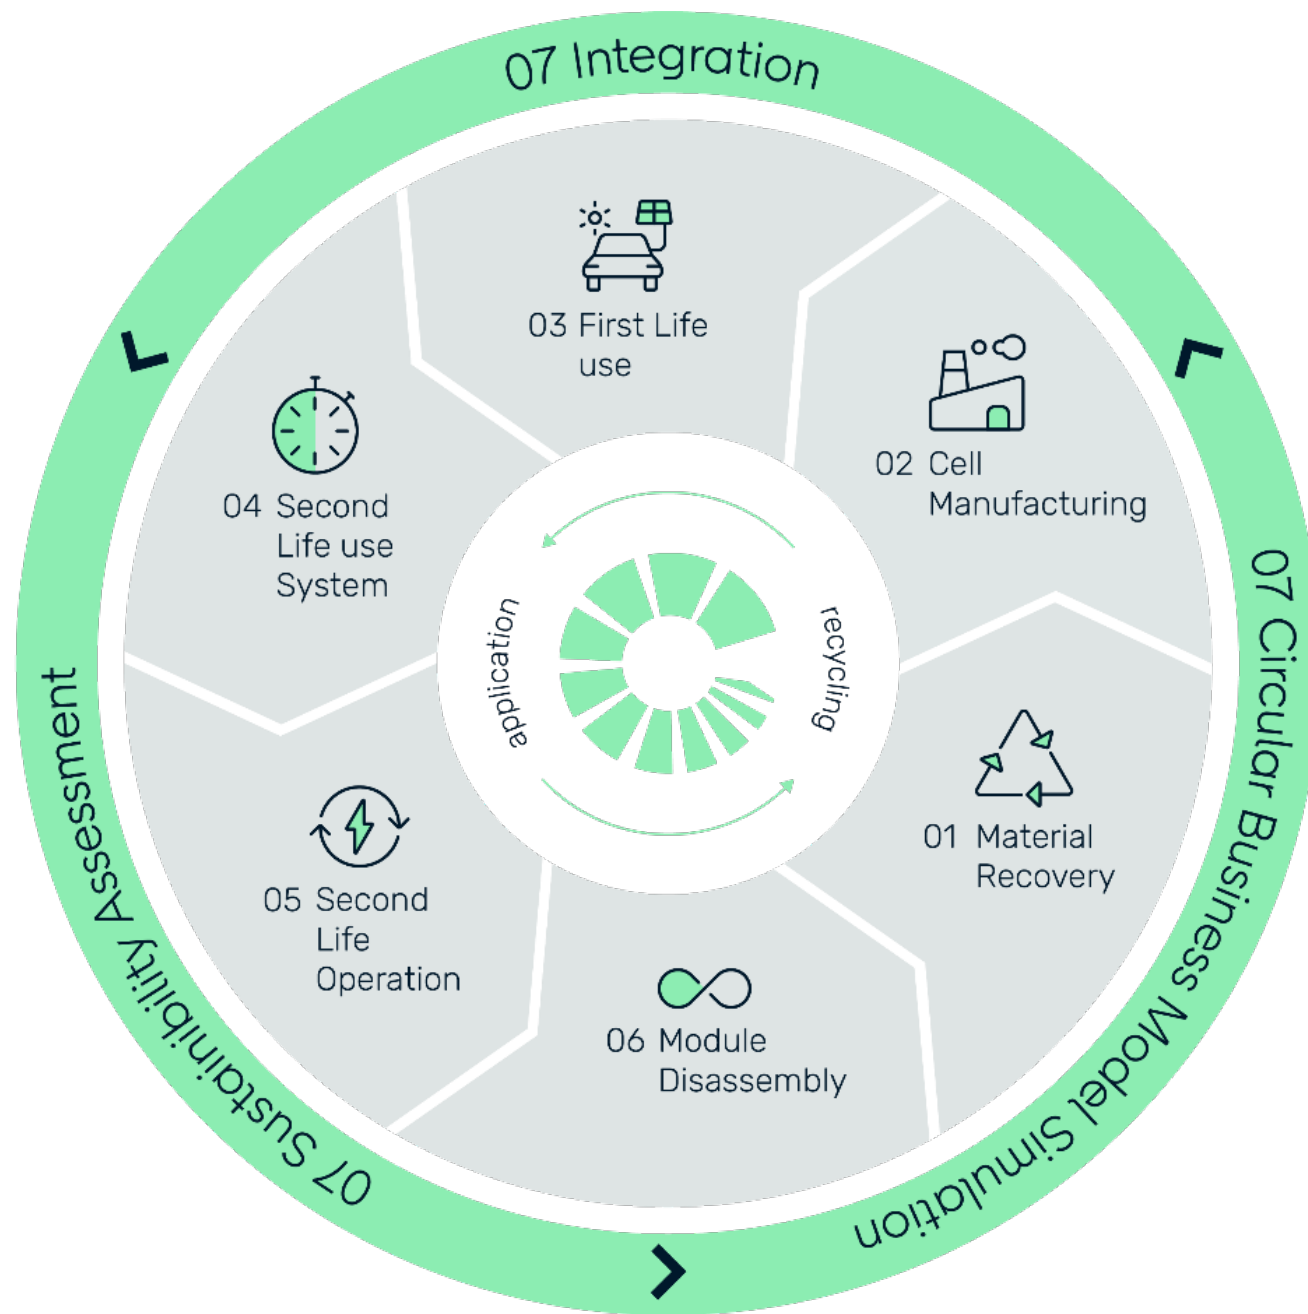 07 Integration
03 First Life
use
02 Cell
Manufacturing
04 Second
Life use
System
application
recycling
01 Material
Recovery
05 Second
Life
Operation
06 Module
Disassembly
07 Sustainibility Assessment
07 Circular Business Model Simulation